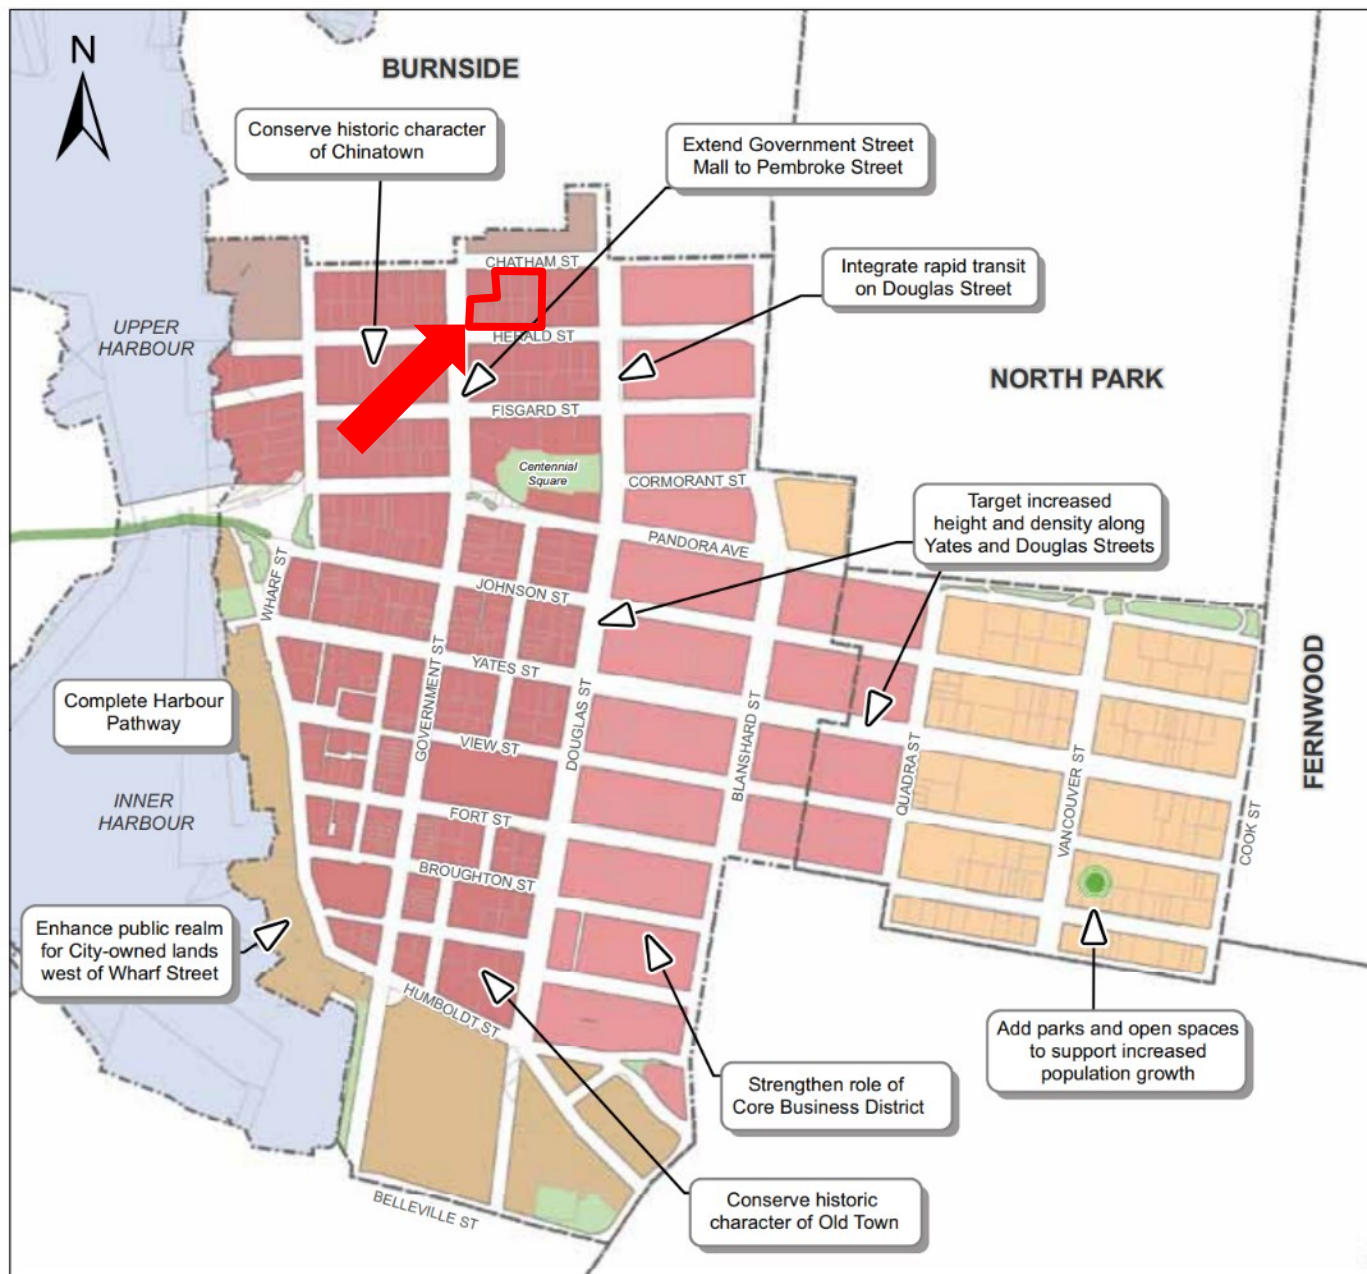 N
BURNSIDE
Conserve historic character
of Chinatown
Extend Government Street
Mall to Pembroke Street
Integrate rapid transit
on Douglas Street
CHATHAM ST
UPPER
HARBOUR
HERALD ST
NORTH PARK
FISGARD ST
Centennial
Square
CORMORANT ST
Target increased
height and density along
Yates and Douglas Streets
PANDORA AVE
WHARF ST
JOHNSON ST
GOVERNMENT ST
YATES ST
DOUGLAS ST
BLANSHARD ST
QUADRA ST
VANCOUVER ST
COOK ST
FERNWOOD
Complete Harbour
Pathway
VIEW ST
INNER
HARBOUR
FORT ST
BROUGHTON ST
Enhance public realm
for City-owned lands
west of Wharf Street
HUMBOLDT ST
Add parks and open spaces
to support increased
population growth
Strengthen role of
Core Business District
Conserve historic
character of Old Town
BELLEVILLE ST